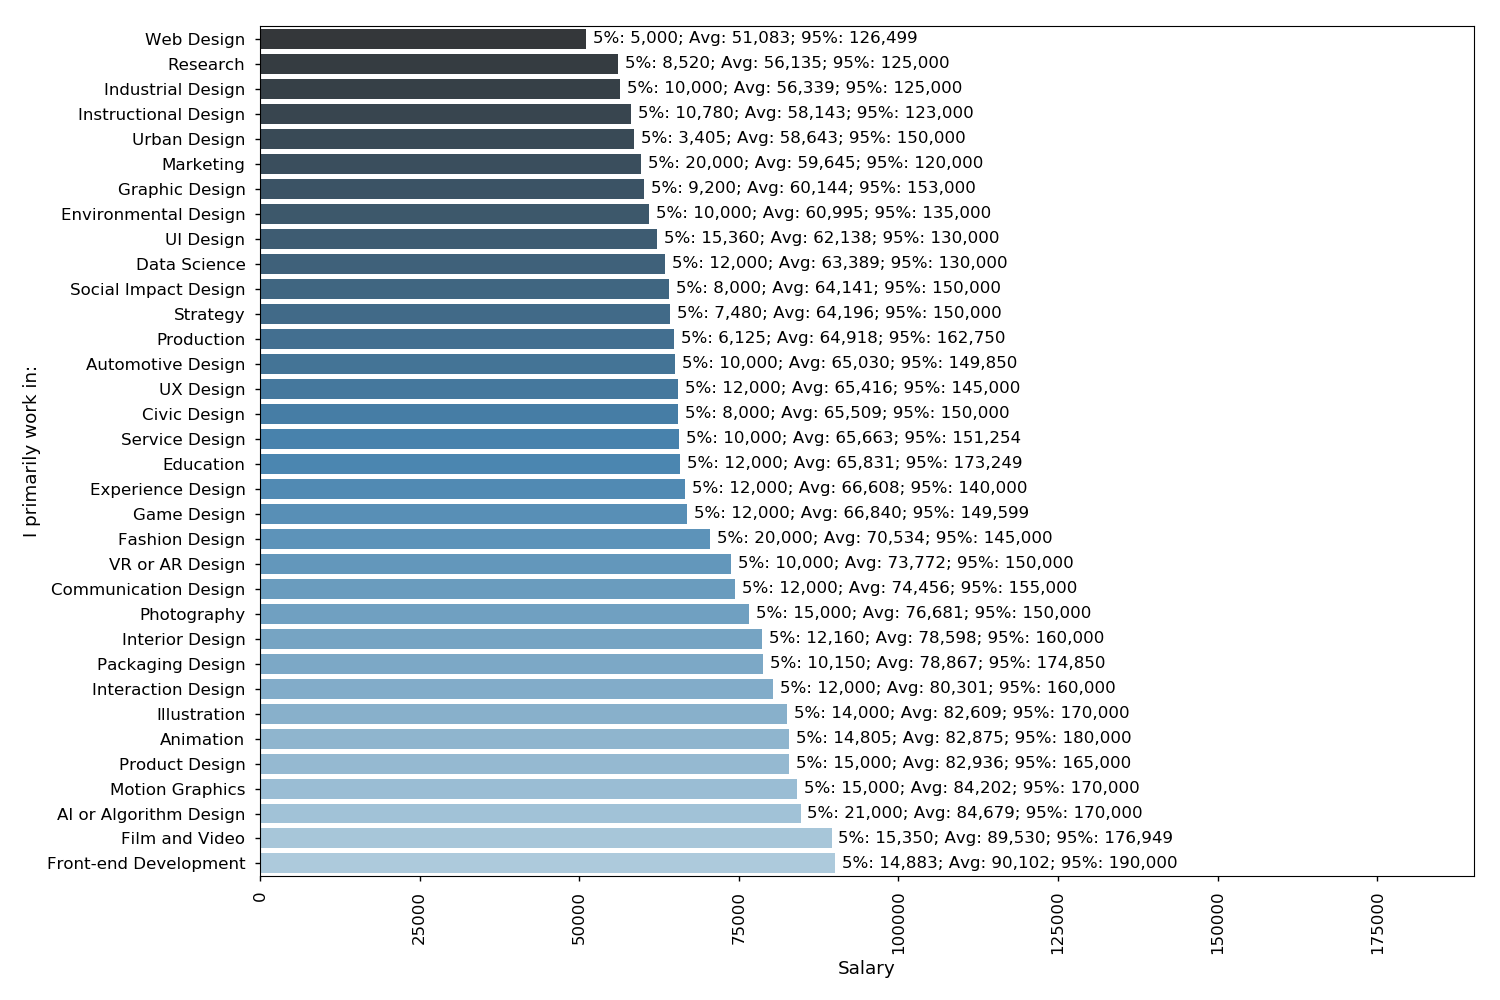 Web Design 5%: 5,000; Avg: 51,083; 95%: 126,499
Research 5%: 8,520; Avg: 56,135; 95%: 125,000
Industrial Design 5%: 10,000; Avg: 56,339; 95%: 125,000
Instructional Design 5%: 10,780; Avg: 58,143; 95%: 123,000
Urban Design 5%: 3,405; Avg: 58,643; 95%: 150,000
Marketing 5%: 20,000; Avg: 59,645; 95%: 120,000
Graphic Design 5%: 9,200; Avg: 60,144; 95%: 153,000
Environmental Design 5%: 10,000; Avg: 60,995; 95%: 135,000
UI Design 5%: 15,360; Avg: 62,138; 95%: 130,000
Data Science 5%: 12,000; Avg: 63,389; 95%: 130,000
Social Impact Design 5%: 8,000; Avg: 64,141; 95%: 150,000
Strategy 5%: 7,480; Avg: 64,196; 95%: 150,000
Production 5%: 6,125; Avg: 64,918; 95%: 162,750
Automotive Design 5%: 10,000; Avg: 65,030; 95%: 149,850
UX Design 5%: 12,000; Avg: 65,416; 95%: 145,000
Civic Design 5%: 8,000; Avg: 65,509; 95%: 150,000
Service Design 5%: 10,000; Avg: 65,663; 95%: 151,254
Education 5%: 12,000; Avg: 65,831; 95%: 173,249
Experience Design 5%: 12,000; Avg: 66,608; 95%: 140,000
Game Design 5%: 12,000; Avg: 66,840; 95%: 149,599
Fashion Design 5%: 20,000; Avg: 70,534; 95%: 145,000
VR or AR Design 5%: 10,000; Avg: 73,772; 95%: 150,000
Communication Design 5%: 12,000; Avg: 74,456; 95%: 155,000
Photography 5%: 15,000; Avg: 76,681; 95%: 150,000
Interior Design 5%: 12,160; Avg: 78,598; 95%: 160,000
Packaging Design 5%: 10,150; Avg: 78,867; 95%: 174,850
Interaction Design 5%: 12,000; Avg: 80,301; 95%: 160,000
Illustration 5%: 14,000; Avg: 82,609; 95%: 170,000
Animation 5%: 14,805; Avg: 82,875; 95%: 180,000
Product Design 5%: 15,000; Avg: 82,936; 95%: 165,000
Motion Graphics 5%: 15,000; Avg: 84,202; 95%: 170,000
AI or Algorithm Design 5%: 21,000; Avg: 84,679; 95%: 170,000
Film and Video 5%: 15,350; Avg: 89,530; 95%: 176,949
Front-end Development 5%: 14,883; Avg: 90,102; 95%: 190,000
I primarily work in:
0 25000 50000 75000 100000 125000 150000 175000
Salary